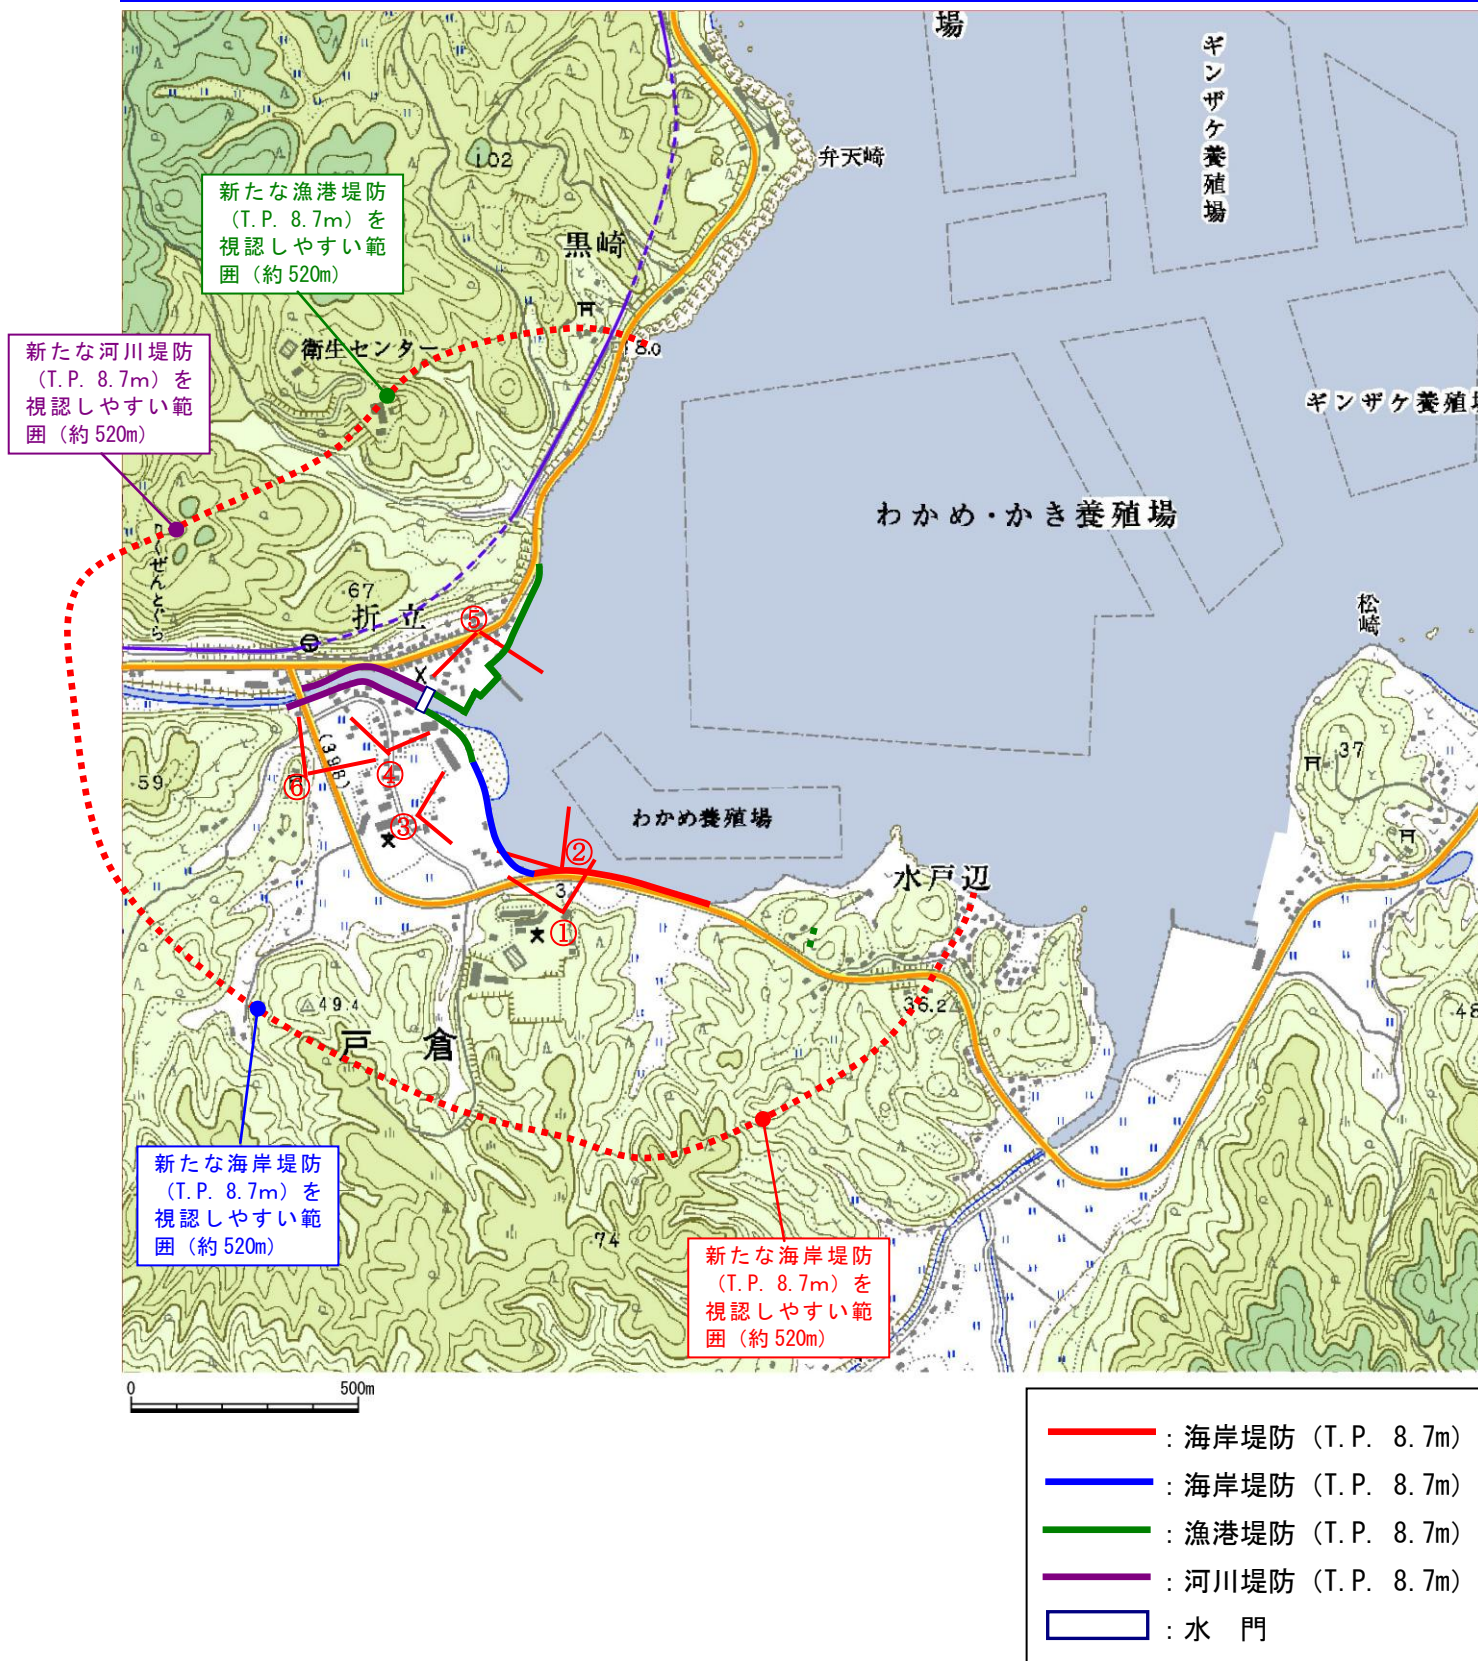 場
ギンザケ養殖場
弁天崎
102
新たな漁港堤防
(T.P. 8.7m) を
視認しやすい範
囲 (約520m)
黒崎
8.0
衛生センター
新たな河川堤防
(T.P. 8.7m) を
視認しやすい範
囲 (約520m)
ギンザケ養殖場
わかめ・かき養殖場
くぜんとぐら
67
折立
⑤
松崎
37
(398)
59
⑥
④
③
わかめ養殖場
②
水戸辺
3
①
49.4
36.2
48
戸倉
新たな海岸堤防
(T.P. 8.7m) を
視認しやすい範
囲 (約520m)
74
新たな海岸堤防
(T.P. 8.7m) を
視認しやすい範
囲 (約520m)
0 500m
:海岸堤防 (T.P. 8.7m)
:海岸堤防 (T.P. 8.7m)
:漁港堤防 (T.P. 8.7m)
:河川堤防 (T.P. 8.7m)
:水 門